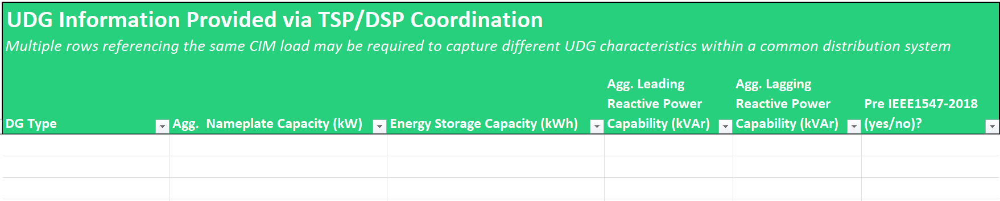 UDG Information Provided via TSP/DSP Coordination
Multiple rows referencing the same CIM load may be required to capture different UDG characteristics within a common distribution system
DG Type
Agg.  Nameplate Capacity (kW)
Energy Storage Capacity (kWh)
Agg. Leading
Reactive Power
Capability (kVAr)
Agg. Lagging
Reactive Power
Capability (kVAr)
Pre IEEE1547-2018
(yes/no)?